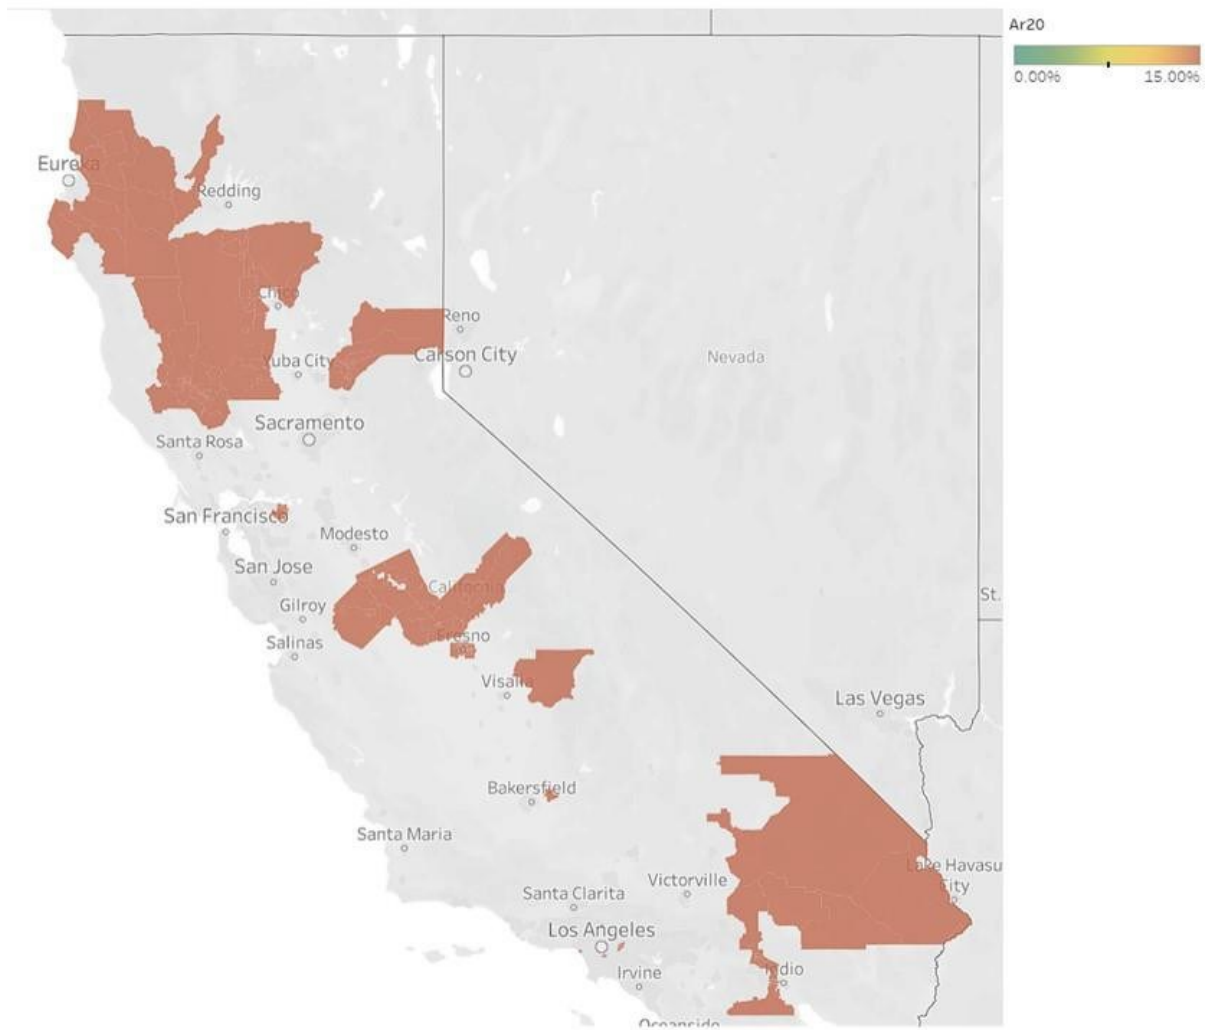 Ar20
0.00% 15.00%
Eureka
Redding
Chico
Reno
Carson City
Yuba City
Nevada
Sacramento
Santa Rosa
San Francisco
Modesto
San Jose
California
St.
Gilroy
Fresno
Salinas
Visalia
Las Vegas
Bakersfield
Santa Maria
Lake Havasu
City
Victorville
Santa Clarita
Los Angeles
Indio
Irvine
Oceanside